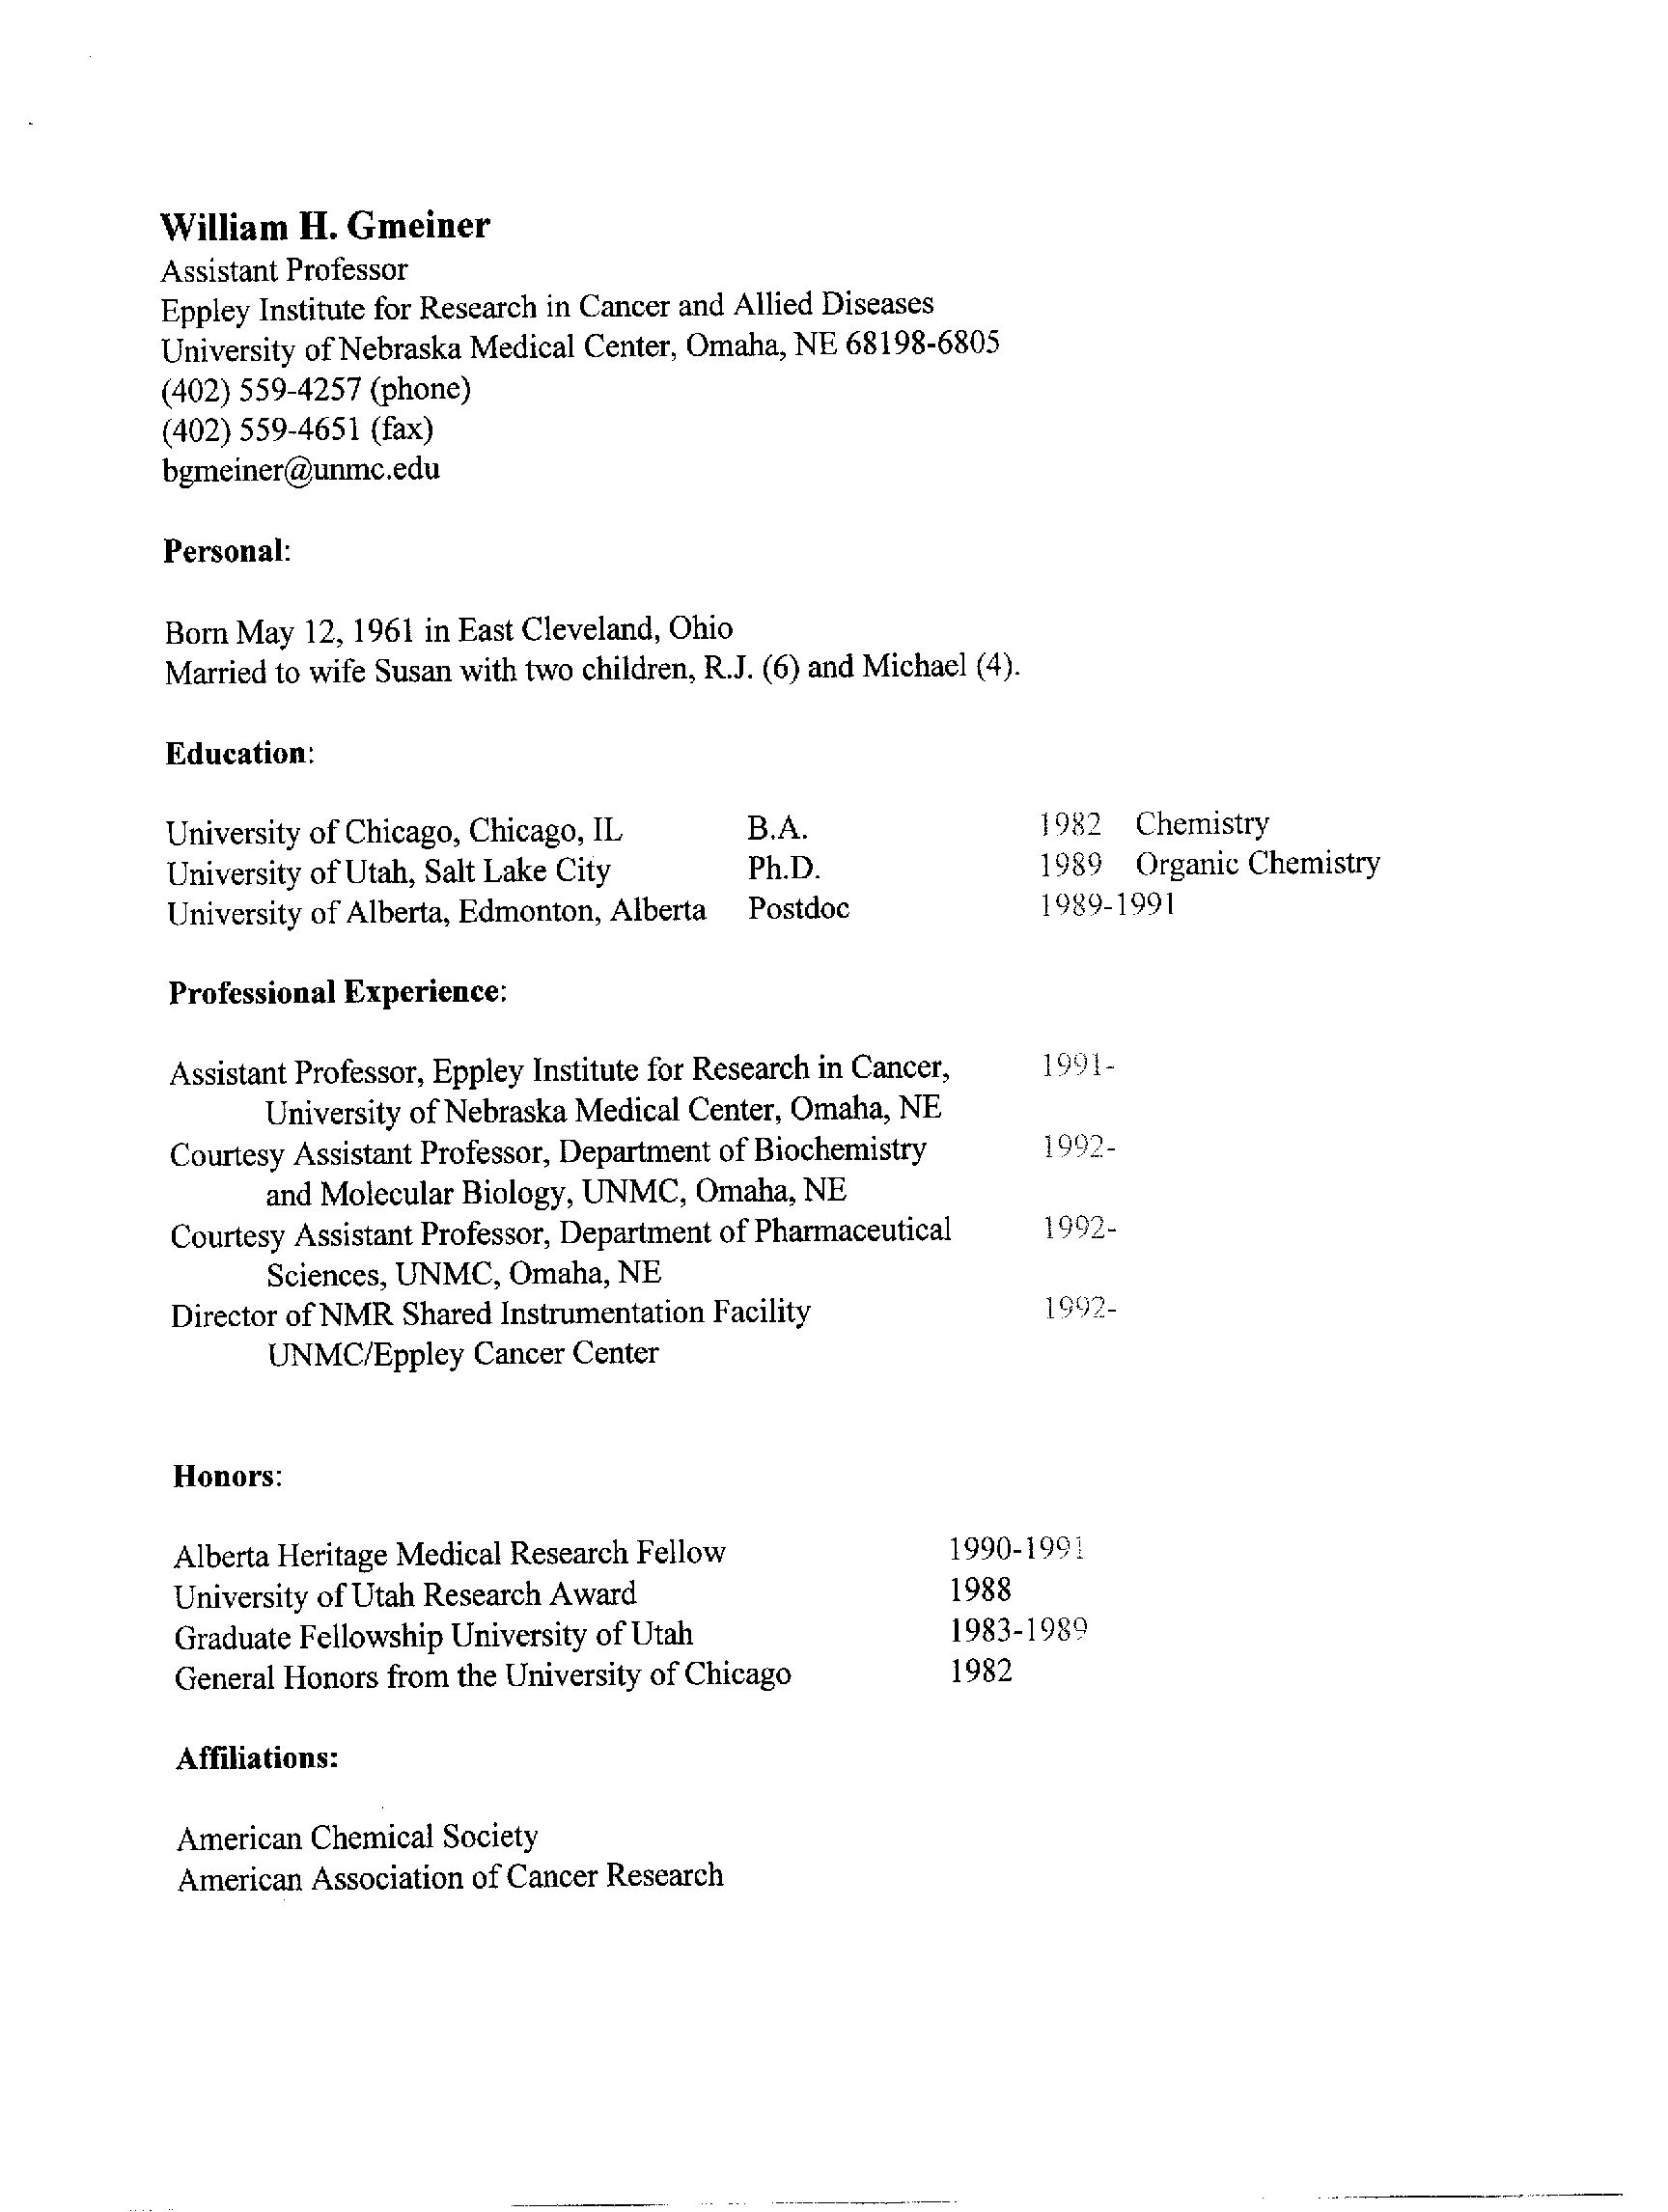 William H. Gmeiner
Assistant Professor
Eppley Institute for Research in Cancer and Allied Diseases
University of Nebraska Medical Center, Omaha, NE 68198-6805
(402) 559-4257 (phone)
(402) 559-4651 (fax)
bgmeiner@unmc.edu
Personal:
Born May 12, 1961 in East Cleveland, Ohio
Married to wife Susan with two children, R.J. (6) and Michael (4).
Education:
University of Chicago, Chicago, IL B.A. 1982 Chemistry
University of Utah, Salt Lake City Ph.D. 1989 Organic Chemistry
University of Alberta, Edmonton, Alberta Postdoc 1989-1991
Professional Experience:
Assistant Professor, Eppley Institute for Research in Cancer, 1991-
University of Nebraska Medical Center, Omaha, NE
Courtesy Assistant Professor, Department of Biochemistry 1992-
and Molecular Biology, UNMC, Omaha, NE
Courtesy Assistant Professor, Department of Pharmaceutical 1992-
Sciences, UNMC, Omaha, NE
Director of NMR Shared Instrumentation Facility 1992-
UNMC/Eppley Cancer Center
Honors:
Alberta Heritage Medical Research Fellow 1990-1991
University of Utah Research Award 1988
Graduate Fellowship University of Utah 1983-1989
General Honors from the University of Chicago 1982
Affiliations:
American Chemical Society
American Association of Cancer Research